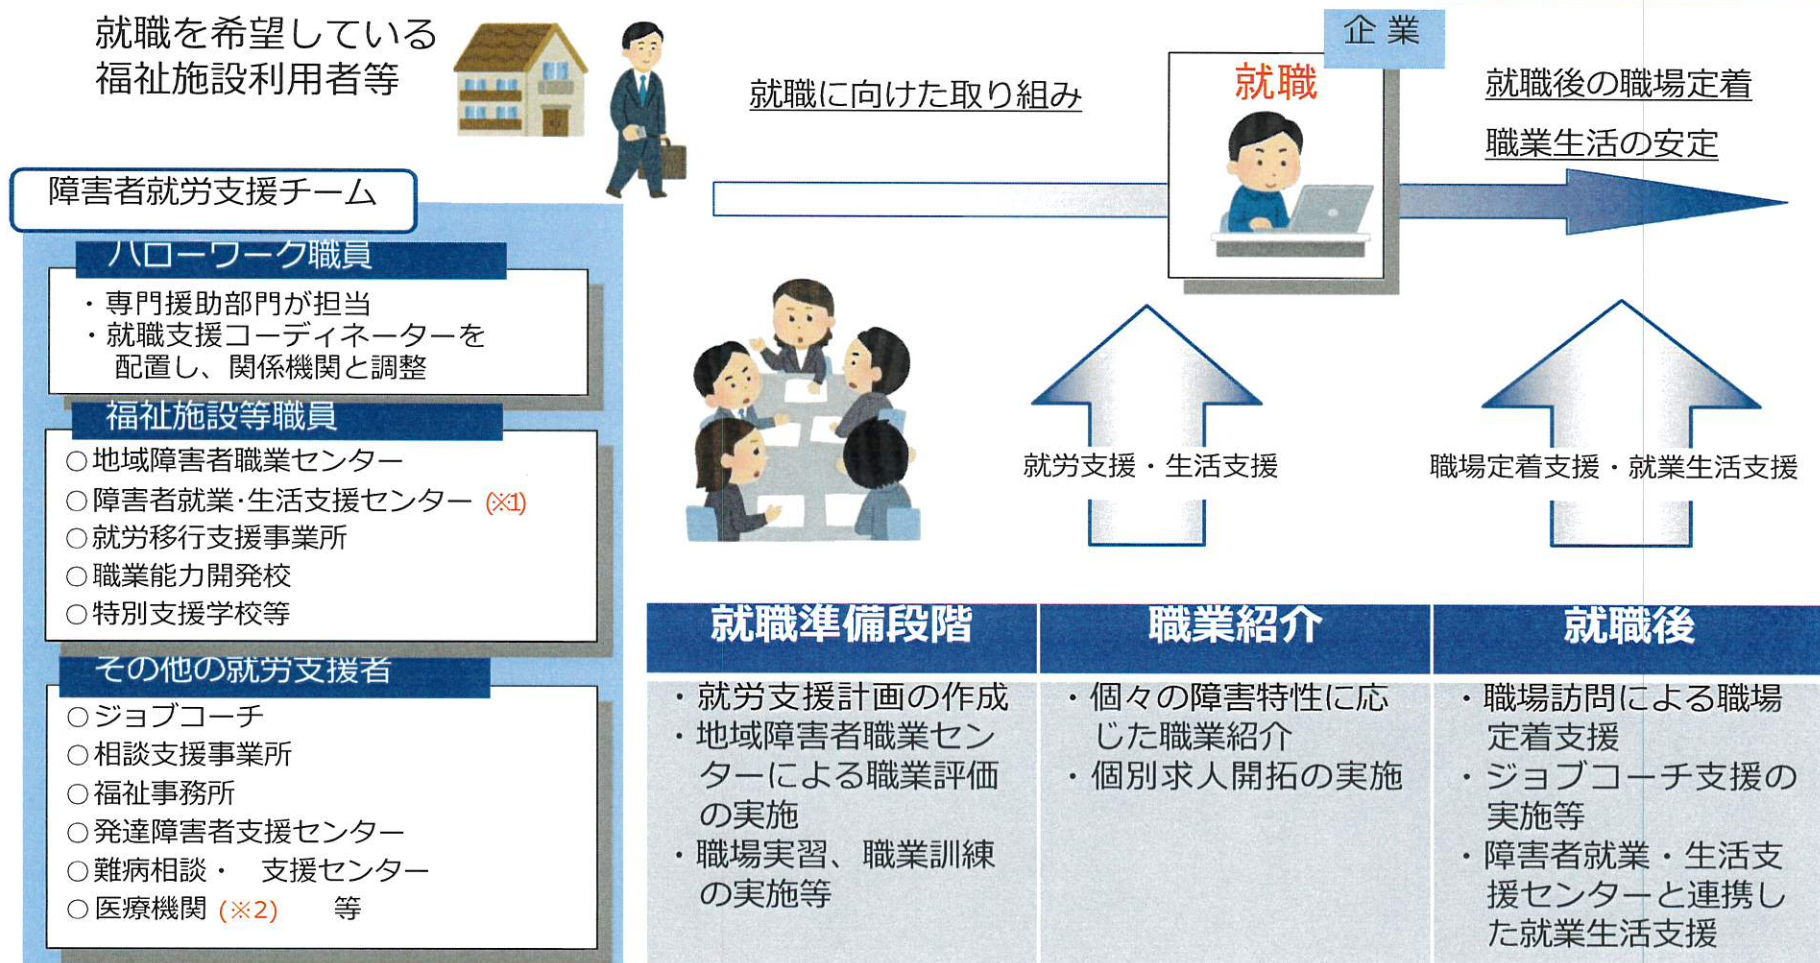 就職を希望している
福祉施設利用者等
就職に向けた取り組み
企業
就職
就職後の職場定着
職業生活の安定
障害者就労支援チーム
ハローワーク職員
・専門援助部門が担当
・就職支援コーディネーターを
配置し、関係機関と調整
福祉施設等職員
○地域障害者職業センター
○障害者就業・生活支援センター (※1)
○就労移行支援事業所
○職業能力開発校
○特別支援学校等
その他の就労支援者
○ジョブコーチ
○相談支援事業所
○福祉事務所
○発達障害者支援センター
○難病相談・ 支援センター
○医療機関 (※2) 等
就労支援・生活支援
職場定着支援・就業生活支援
就職準備段階
・就労支援計画の作成
・地域障害者職業セン
ターによる職業評価
の実施
・職場実習、職業訓練
の実施等
職業紹介
・個々の障害特性に応
じた職業紹介
・個別求人開拓の実施
就職後
・職場訪問による職場
定着支援
・ジョブコーチ支援の
実施等
・障害者就業・生活支
援センターと連携し
た就業生活支援